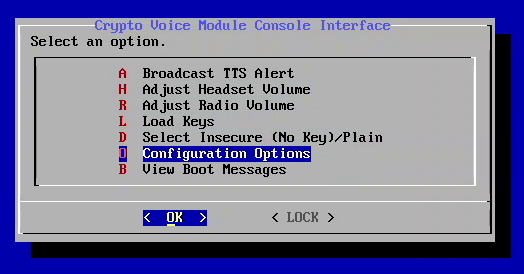 Crypto Voice Module Console Interface
Select an option.
A Broadcast TTS Alert
H Adjust Headset Volume
R Adjust Radio Volume
L Load Keys
D Select Insecure (No Key)/Plain
O Configuration Options
B View Boot Messages
< OK > < LOCK >